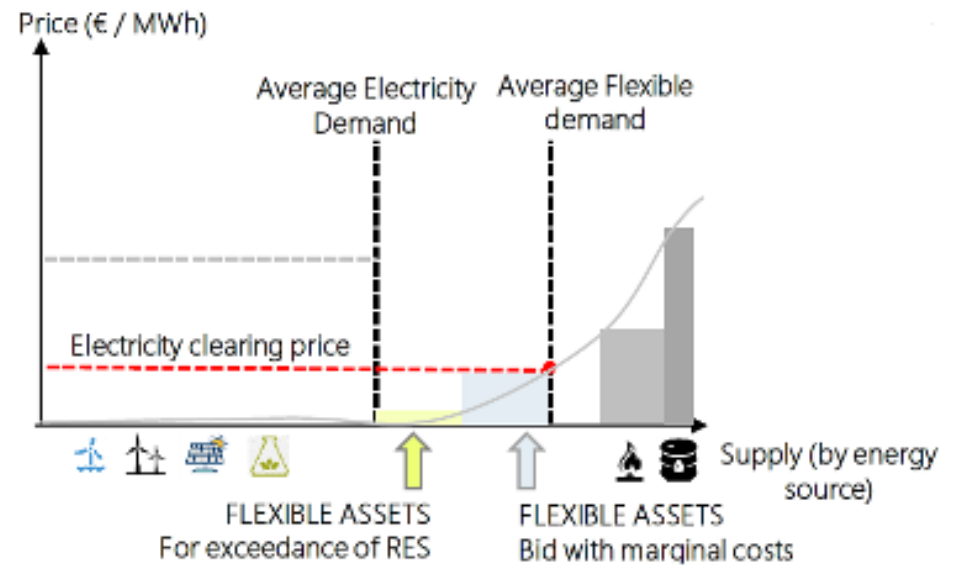 Price (€ / MWh)
Average Electricity
Demand
Average Flexible
demand
Electricity clearing price
Supply (by energy
source)
FLEXIBLE ASSETS
For exceedance of RES
FLEXIBLE ASSETS
Bid with marginal costs